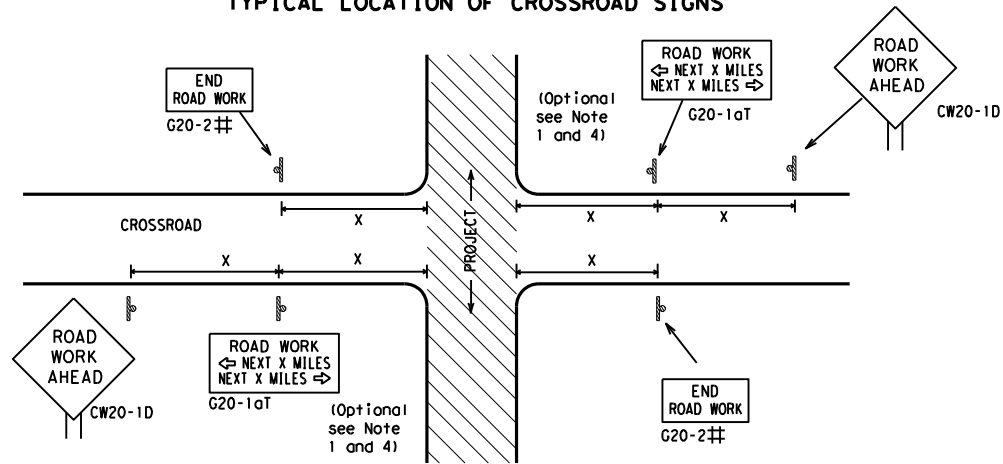 TYPICAL LOCATION OF CROSSROAD SIGNS
END
ROAD WORK
G20-2#
(Optional
see Note
1 and 4)
ROAD WORK
⇦ NEXT X MILES
NEXT X MILES ⇨
G20-1aT
ROAD
WORK
AHEAD
CW20-1D
X
X
X
CROSSROAD
PROJECT
X
X
X
ROAD
WORK
AHEAD
CW20-1D
ROAD WORK
⇦ NEXT X MILES
NEXT X MILES ⇨
G20-1aT
(Optional
see Note
1 and 4)
END
ROAD WORK
G20-2#